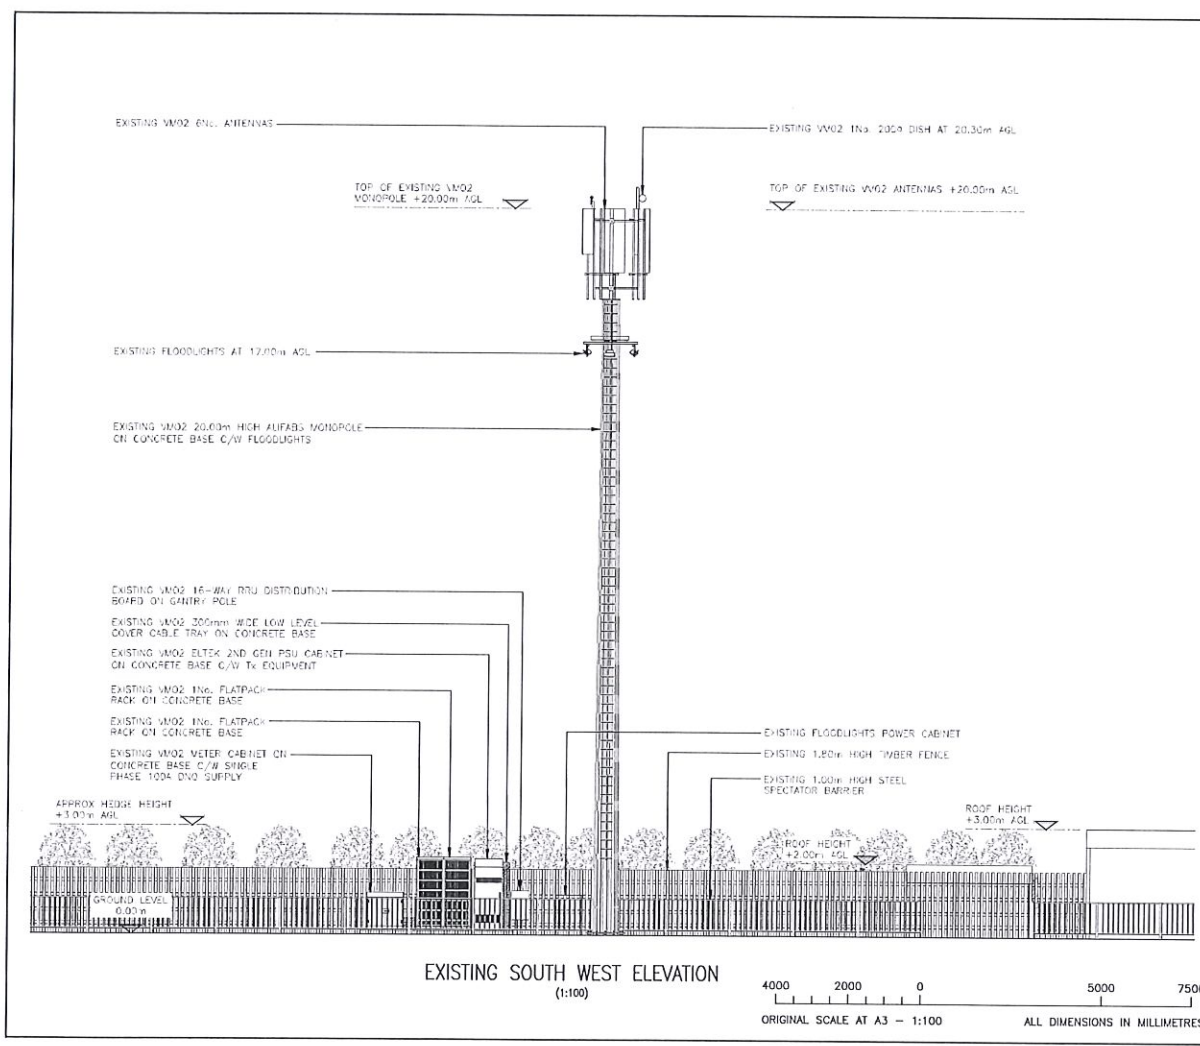 EXISTING VMO2 6No. ANTENNAS
EXISTING VMO2 1No. 200Ø DISH AT 20.30m AGL
TOP OF EXISTING VMO2
MONOPOLE +20.00m AGL
TOP OF EXISTING VMO2 ANTENNAS +20.00m AGL
EXISTING FLOODLIGHTS AT 17.00m AGL
EXISTING VMO2 20.00m HIGH ALIFABS MONOPOLE
ON CONCRETE BASE C/W FLOODLIGHTS
EXISTING VMO2 16-WAY RRU DISTRIBUTION
BOARD ON GANTRY POLE
EXISTING VMO2 300mm WIDE LOW LEVEL
COVER CABLE TRAY ON CONCRETE BASE
EXISTING VMO2 ELTEK 2ND GEN PSU CABINET
ON CONCRETE BASE C/W Tx EQUIPMENT
EXISTING VMO2 1No. FLATPACK
RACK ON CONCRETE BASE
EXISTING VMO2 1No. FLATPACK
RACK ON CONCRETE BASE
EXISTING VMO2 METER CABINET ON
CONCRETE BASE C/W SINGLE
PHASE 100A DNO SUPPLY
EXISTING FLOODLIGHTS POWER CABINET
EXISTING 1.80m HIGH TIMBER FENCE
EXISTING 1.00m HIGH STEEL
SPECTATOR BARRIER
APPROX HEDGE HEIGHT
+3.00m AGL
ROOF HEIGHT
+3.00m AGL
ROOF HEIGHT
+2.00m AGL
GROUND LEVEL
0.00m
EXISTING SOUTH WEST ELEVATION
(1:100)
4000 2000 0 5000 7500
ORIGINAL SCALE AT A3 - 1:100
ALL DIMENSIONS IN MILLIMETRES